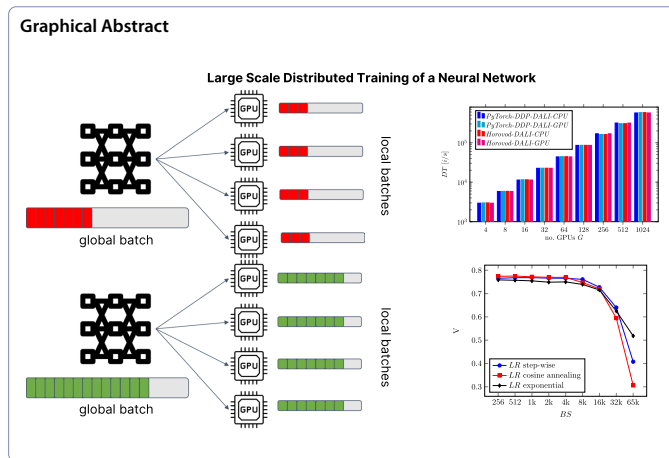 Graphical Abstract
Large Scale Distributed Training of a Neural Network
GPU
GPU
GPU
GPU
local batches
global batch
GPU
GPU
GPU
GPU
local batches
global batch
PyTorch-DDP-DALI-CPU
PyTorch-DDP-DALI-GPU
Horovod-DALI-CPU
Horovod-DALI-GPU
DT [i/s]
10⁵
10⁴
10³
4 8 16 32 64 128 256 512 1024
no. GPUs G
V
0.8
0.7
0.6
0.5
0.4
0.3
LR step-wise
LR cosine annealing
LR exponential
256 512 1k 2k 4k 8k 16k 32k 65k
BS